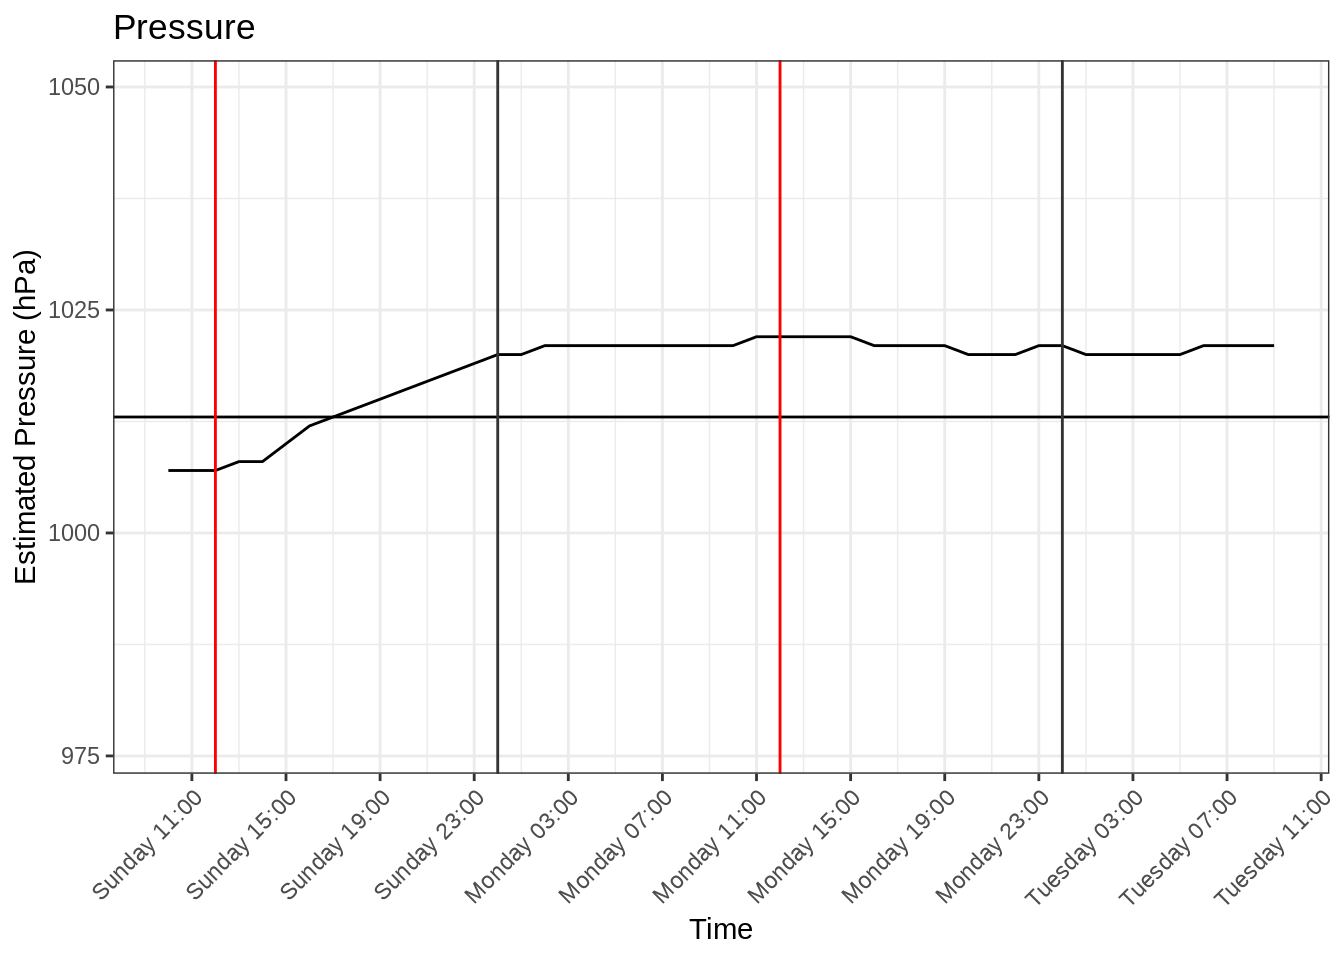 Pressure
Estimated Pressure (hPa)
1050
1025
1000
975
Sunday 11:00
Sunday 15:00
Sunday 19:00
Sunday 23:00
Monday 03:00
Monday 07:00
Monday 11:00
Monday 15:00
Monday 19:00
Monday 23:00
Tuesday 03:00
Tuesday 07:00
Tuesday 11:00
Time